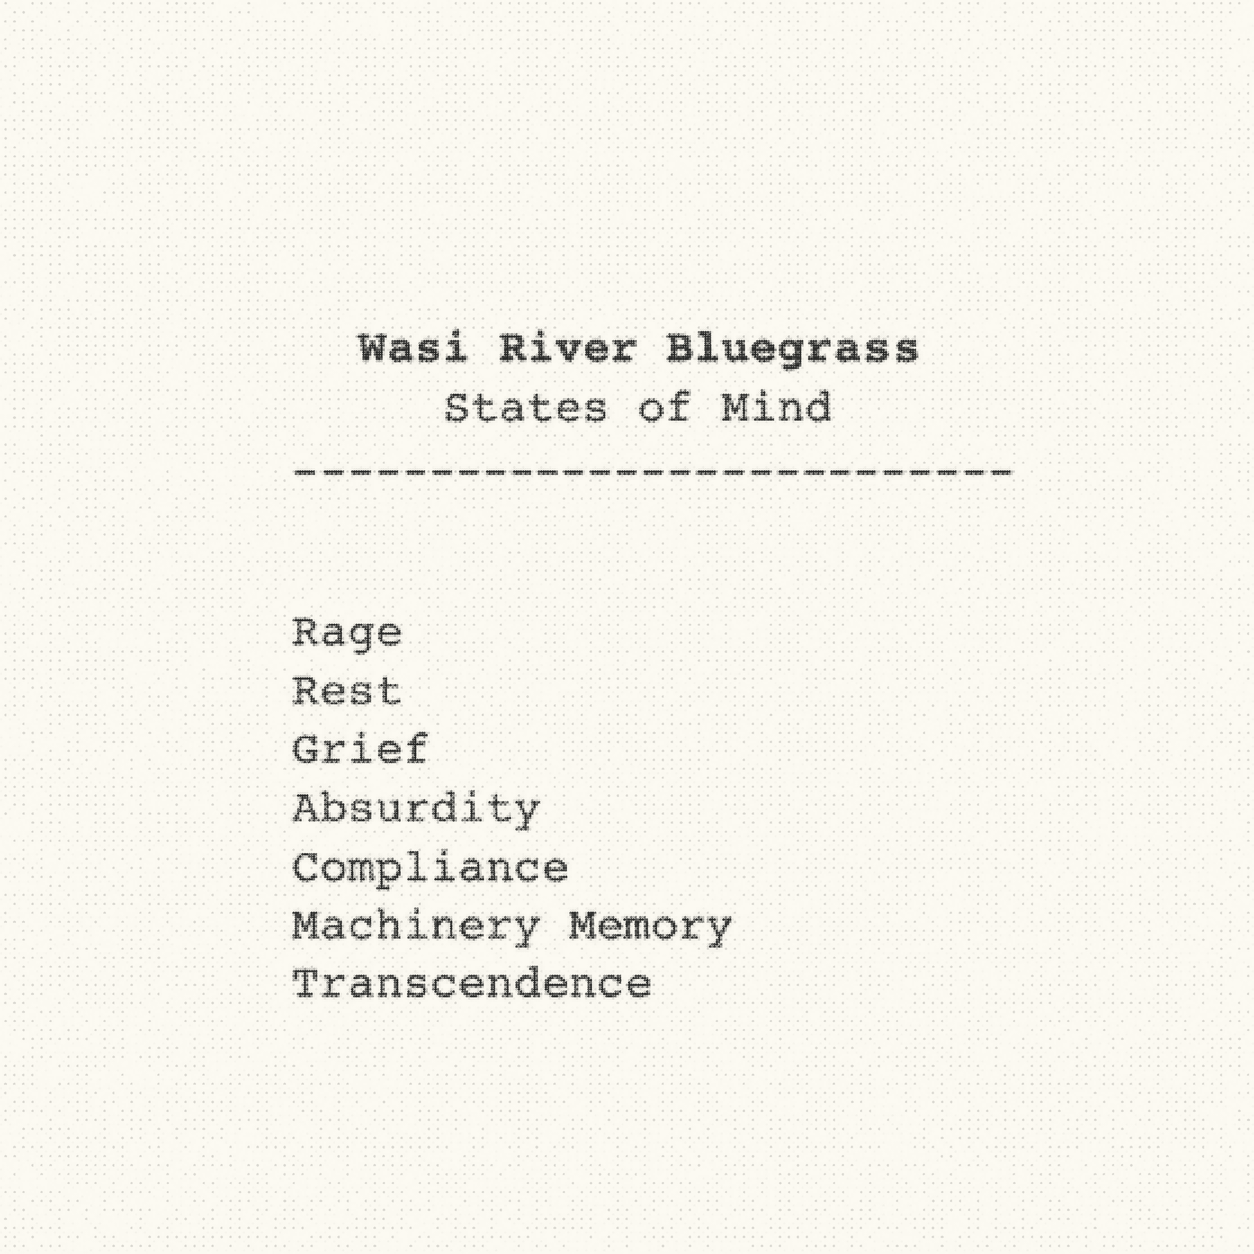 Wasi River Bluegrass
States of Mind
----------------------------
Rage
Rest
Grief
Absurdity
Compliance
Machinery Memory
Transcendence